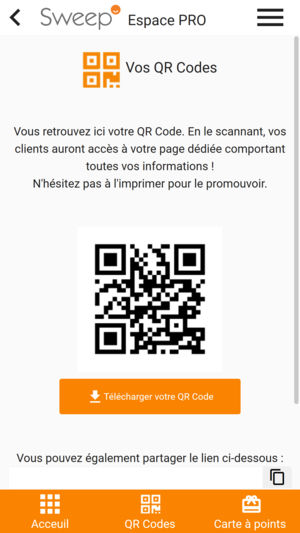 Sweep Espace PRO
Vos QR Codes
Vous retrouvez ici votre QR Code. En le scannant, vos
clients auront accès à votre page dédiée comportant
toutes vos informations !
N'hésitez pas à l'imprimer pour le promouvoir.
Télécharger votre QR Code
Vous pouvez également partager le lien ci-dessous :
Acceuil QR Codes Carte à points